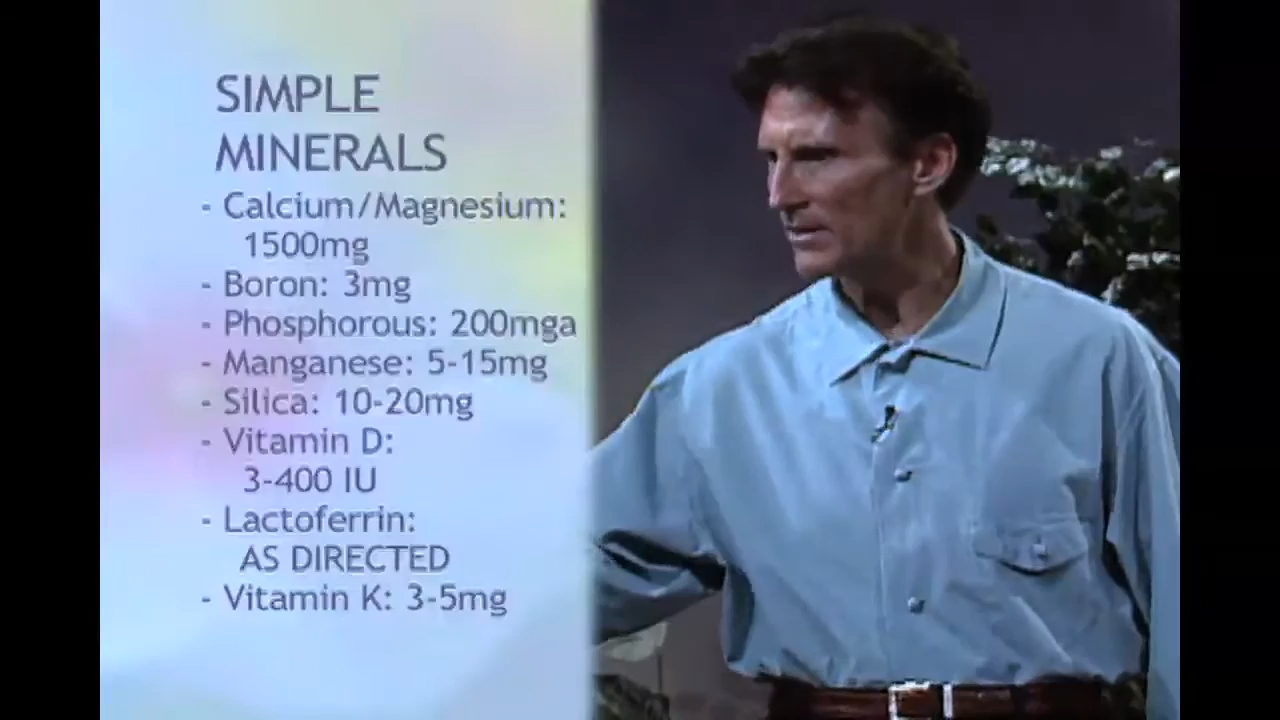 SIMPLE
MINERALS
- Calcium/Magnesium:
1500mg
- Boron: 3mg
- Phosphorous: 200mga
- Manganese: 5-15mg
- Silica: 10-20mg
- Vitamin D:
3-400 IU
- Lactoferrin:
AS DIRECTED
- Vitamin K: 3-5mg